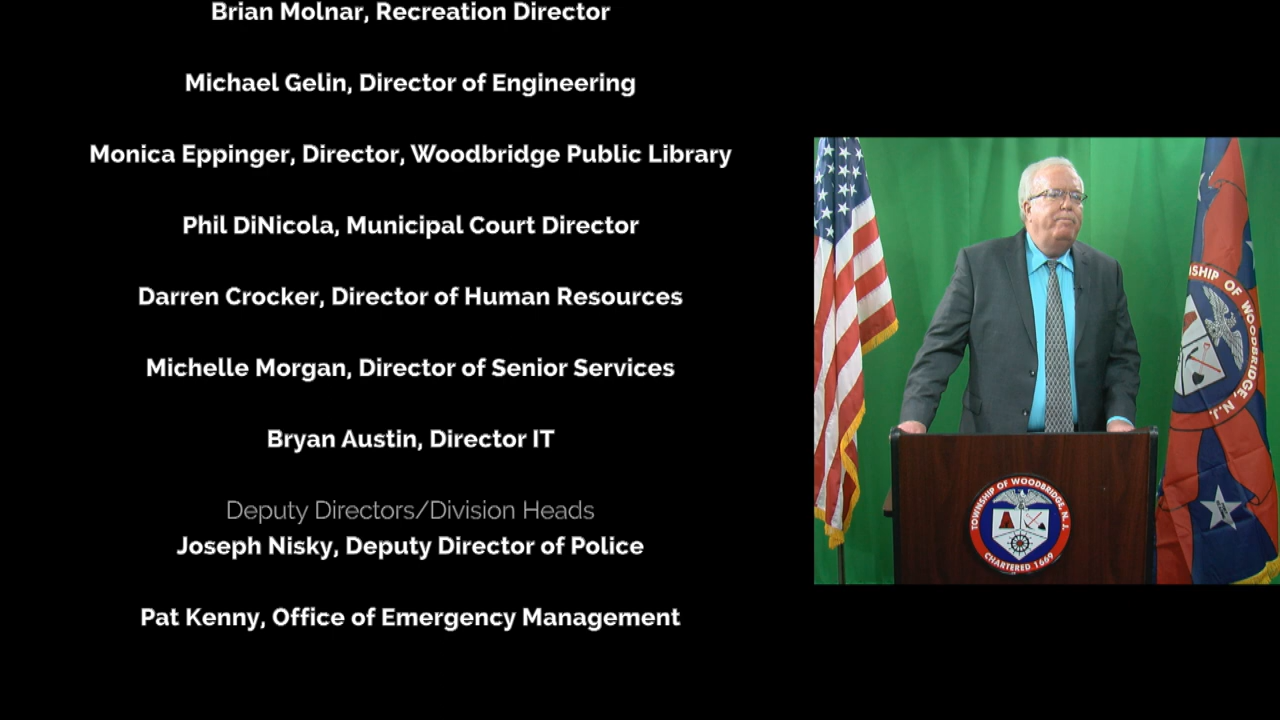 Brian Molnar, Recreation Director
Michael Gelin, Director of Engineering
Monica Eppinger, Director, Woodbridge Public Library
Phil DiNicola, Municipal Court Director
Darren Crocker, Director of Human Resources
Michelle Morgan, Director of Senior Services
Bryan Austin, Director IT
Deputy Directors/Division Heads
Joseph Nisky, Deputy Director of Police
Pat Kenny, Office of Emergency Management
SHIP OF WOODBRIDGE, N.J.
TOWNSHIP OF WOODBRIDGE, N.J.
CHARTERED 1669